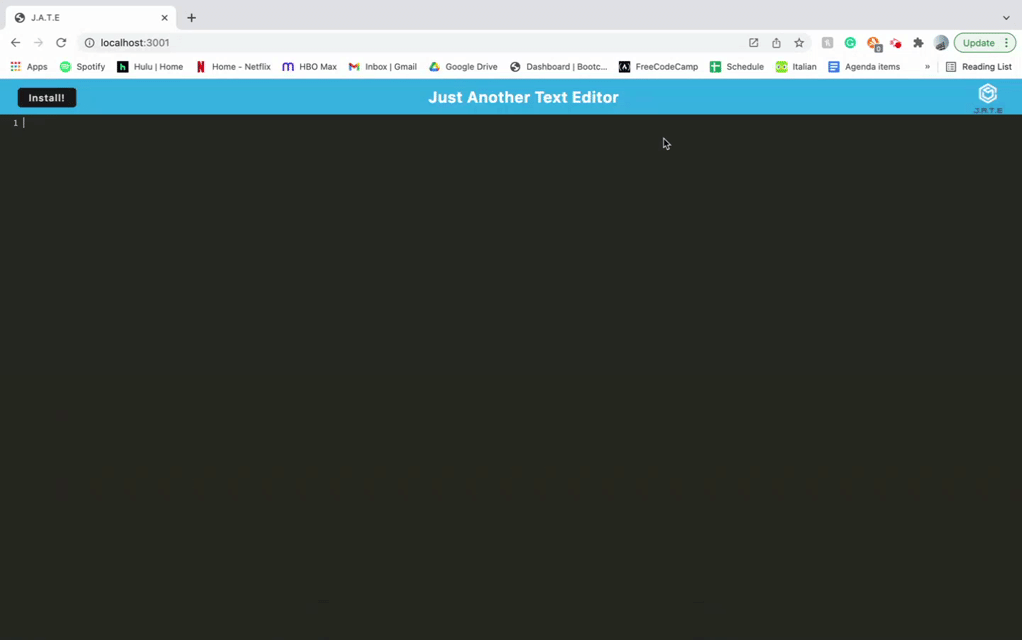 J.A.T.E
localhost:3001
Update
Apps Spotify Hulu | Home Home - Netflix HBO Max Inbox | Gmail Google Drive Dashboard | Bootc... FreeCodeCamp Schedule Italian Agenda items » Reading List
Install! Just Another Text Editor
J.A.T.E
1